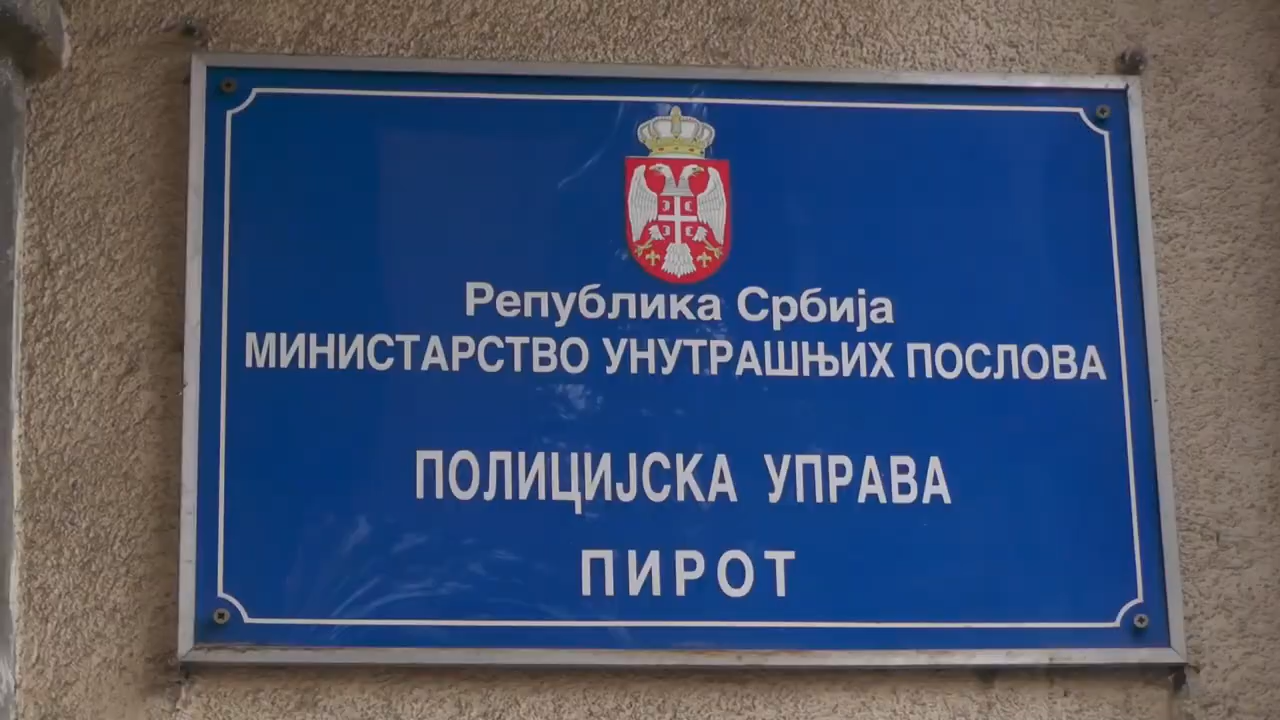 Република Србија
МИНИСТАРСТВО УНУТРАШЊИХ ПОСЛОВА
ПОЛИЦИЈСКА УПРАВА
ПИРОТ